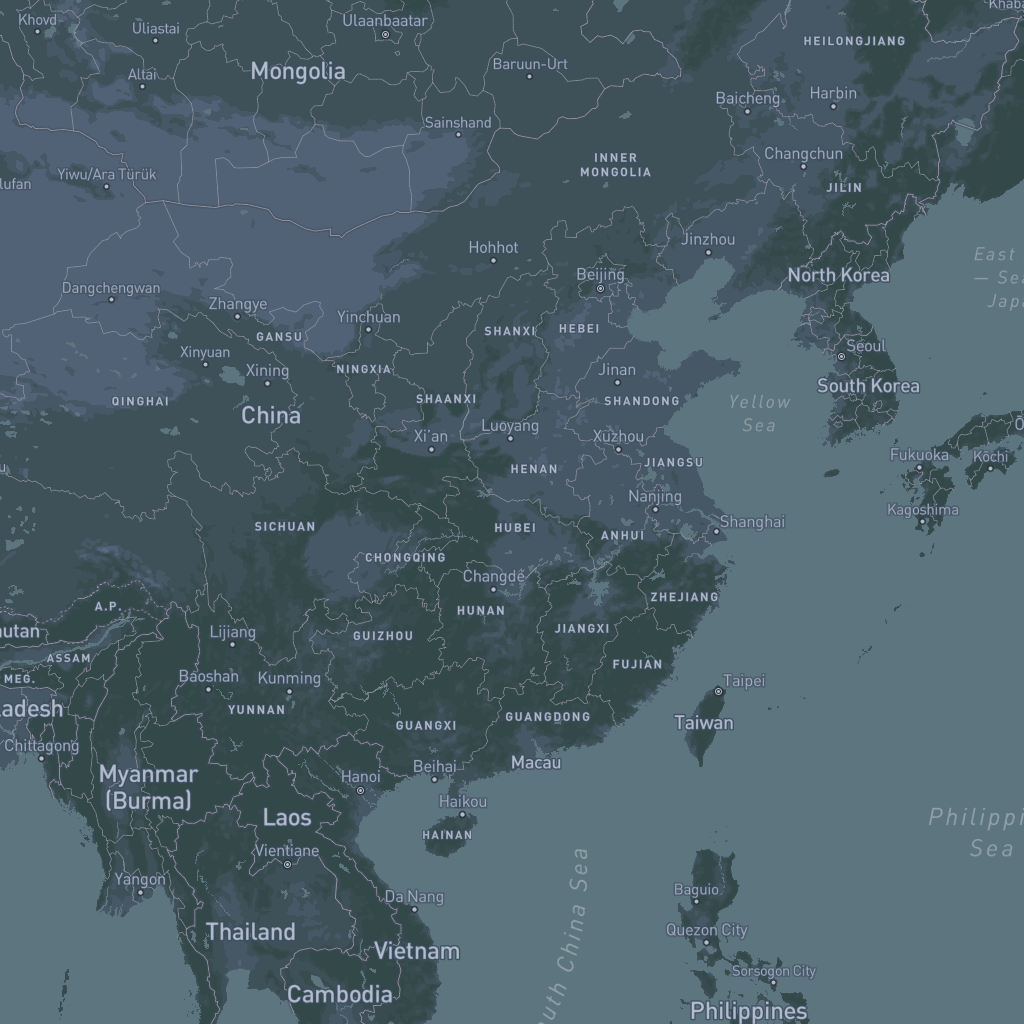 Khovd
Uliastai
Ulaanbaatar
HEILONGJIANG
Mongolia
Altai
Baruun-Urt
Baicheng
Harbin
Sainshand
Changchun
INNER
MONGOLIA
Yiwu/Ara Türük
JILIN
Hohhot
Jinzhou
East
— Sea
Japa
Beijing
North Korea
Dangchengwan
Zhangye
Yinchuan
GANSU
SHANXI
HEBEI
Seoul
Xinyuan
Xining
NINGXIA
Jinan
South Korea
QINGHAI
China
SHAANXI
SHANDONG
Yellow
Sea
Xi'an
Luoyang
Xuzhou
Fukuoka
Kōchi
HENAN
JIANGSU
Nanjing
Kagoshima
SICHUAN
HUBEI
ANHUI
Shanghai
CHONGQING
Changde
A.P.
HUNAN
ZHEJIANG
utan
Lijiang
GUIZHOU
JIANGXI
ASSAM
FUJIAN
MEG.
Baoshan
Kunming
Taipei
YUNNAN
adesh
GUANGXI
GUANGDONG
Taiwan
Chittagong
Macau
Myanmar
(Burma)
Hanoi
Beihai
Haikou
Laos
HAINAN
Philippi
Sea
Vientiane
Yangon
Da Nang
Baguio
Thailand
Vietnam
Quezon City
outh China Sea
Sorsogon City
Cambodia
Philippines